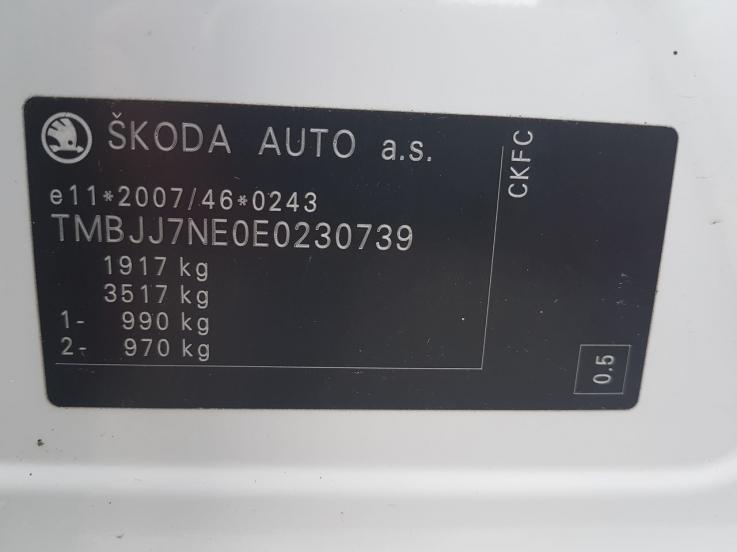 ŠKODA AUTO a.s.
e11*2007/46*0243
TMBJJ7NE0E0230739
1917 kg
3517 kg
1- 990 kg
2- 970 kg
CKFC
0.5